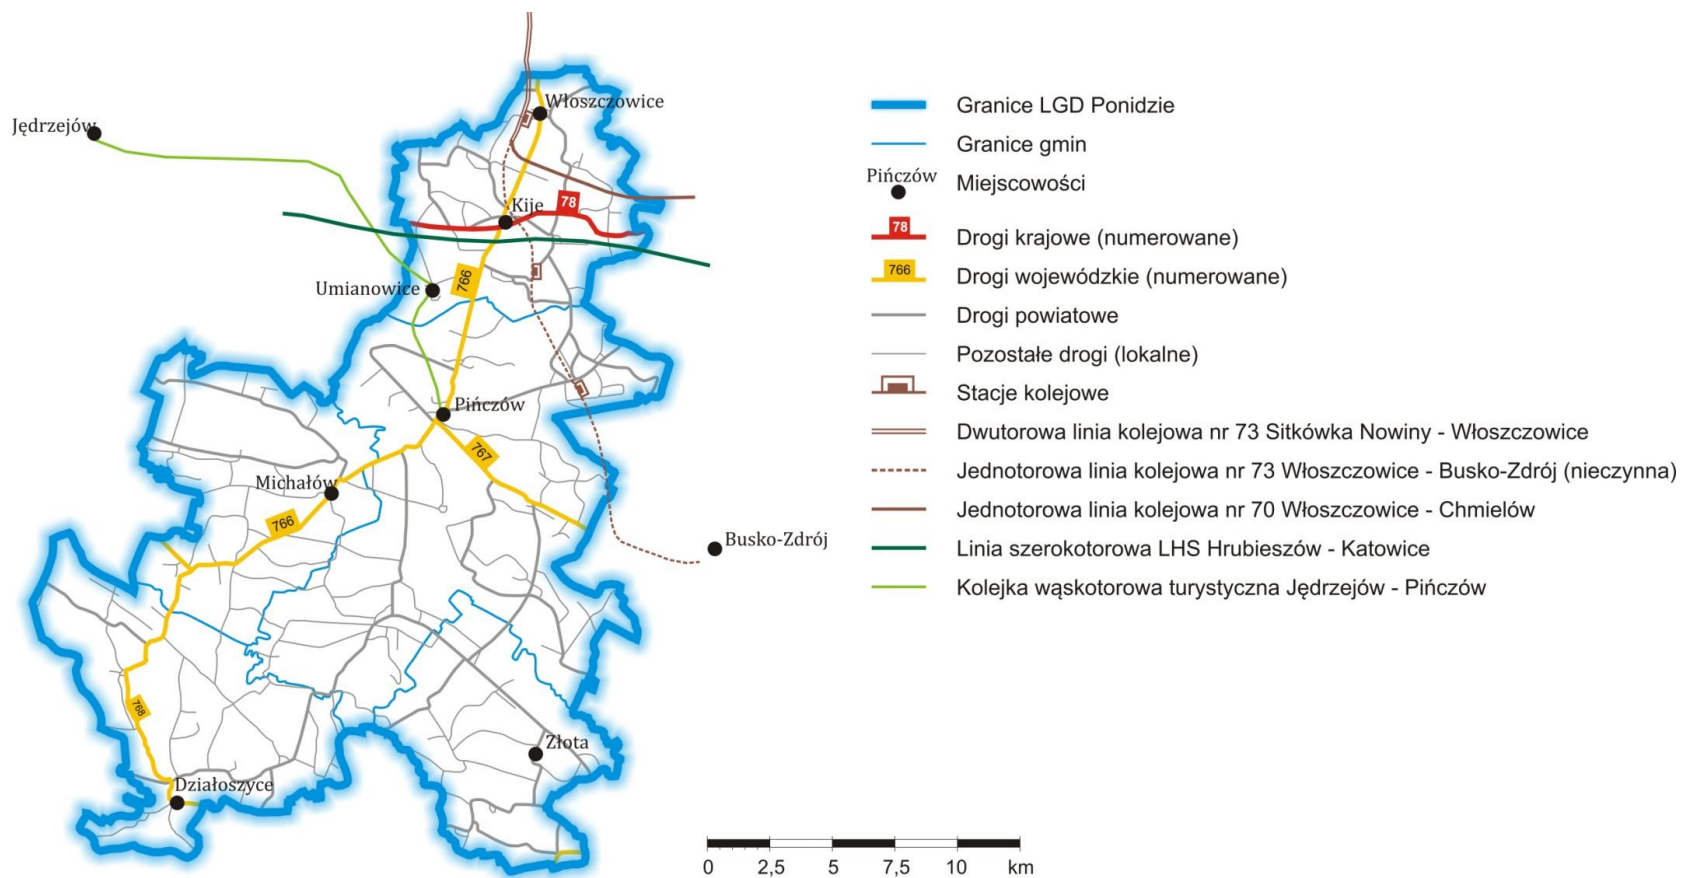 Włoszczowice
Jędrzejów
Kije
78
766
Umianowice
Pińczów
767
Michałów
766
Busko-Zdrój
768
Złota
Działoszyce
Granice LGD Ponidzie
Granice gmin
Pińczów
Miejscowości
78
Drogi krajowe (numerowane)
766
Drogi wojewódzkie (numerowane)
Drogi powiatowe
Pozostałe drogi (lokalne)
Stacje kolejowe
Dwutorowa linia kolejowa nr 73 Sitkówka Nowiny - Włoszczowice
Jednotorowa linia kolejowa nr 73 Włoszczowice - Busko-Zdrój (nieczynna)
Jednotorowa linia kolejowa nr 70 Włoszczowice - Chmielów
Linia szerokotorowa LHS Hrubieszów - Katowice
Kolejka wąskotorowa turystyczna Jędrzejów - Pińczów
0 2,5 5 7,5 10 km